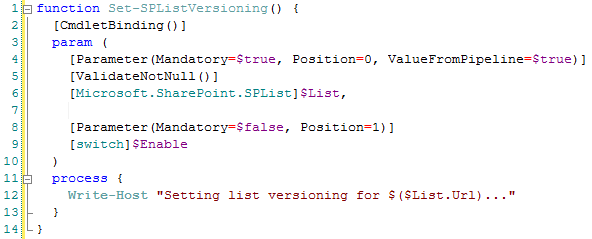 1 function Set-SPListVersioning() {
2   [CmdletBinding()]
3   param (
4     [Parameter(Mandatory=$true, Position=0, ValueFromPipeline=$true)]
5     [ValidateNotNull()]
6     [Microsoft.SharePoint.SPList]$List,
7
8     [Parameter(Mandatory=$false, Position=1)]
9     [switch]$Enable
10   )
11   process {
12     Write-Host "Setting list versioning for $($List.Url)..."
13   }
14 }